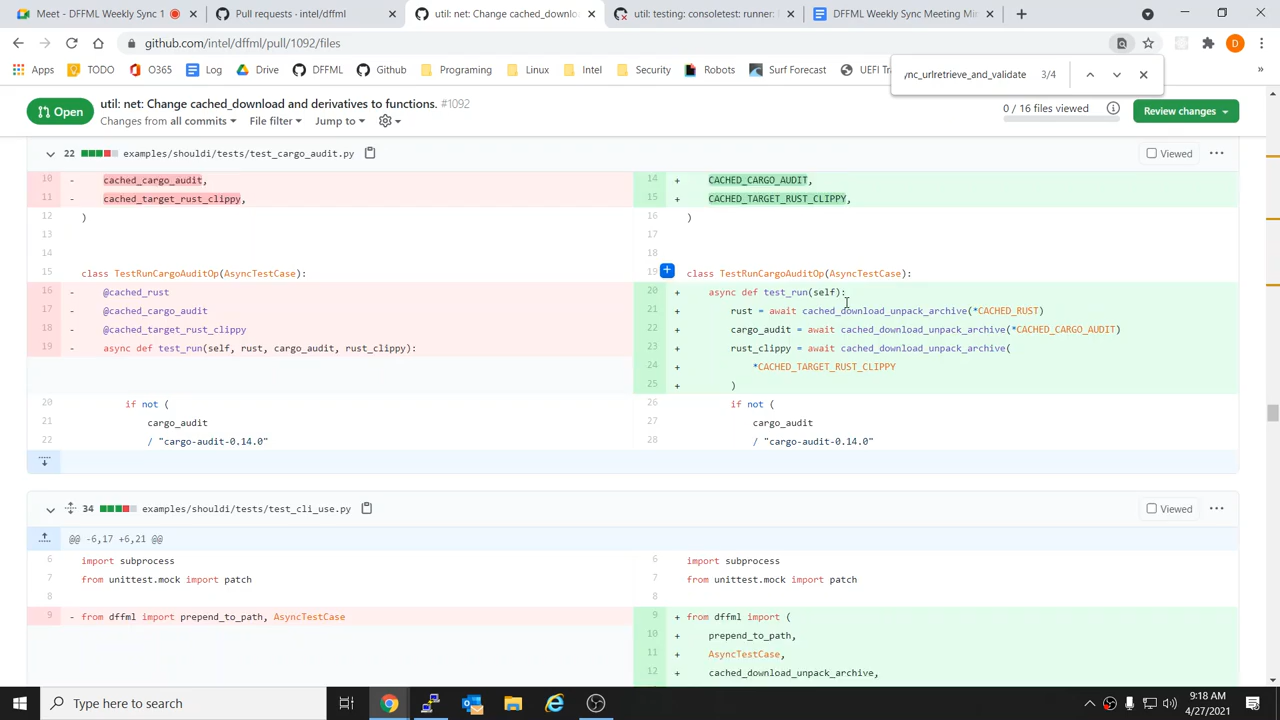 Meet - DFFML Weekly Sync 1
Pull requests · intel/dffml
util: net: Change cached_downlo
util: testing: consoletest: runner: 
DFFML Weekly Sync Meeting Mi
github.com/intel/dffml/pull/1092/files
D
Apps
TODO
O365
Log
Drive
DFFML
Github
Programing
Linux
Intel
Security
Robots
Surf Forecast
UEFI Tr
»
ync_urlretrieve_and_validate 3/4
Open
util: net: Change cached_download and derivatives to functions. #1092
Changes from all commits
File filter
Jump to
0 / 16 files viewed
Review changes
22 examples/shouldi/tests/test_cargo_audit.py
Viewed
10 - cached_cargo_audit,
14 + CACHED_CARGO_AUDIT,
11 - cached_target_rust_clippy,
15 + CACHED_TARGET_RUST_CLIPPY,
12 )
16 )
13
17
14
18
15 class TestRunCargoAuditOp(AsyncTestCase):
19 class TestRunCargoAuditOp(AsyncTestCase):
16 - @cached_rust
20 + async def test_run(self):
17 - @cached_cargo_audit
21 + rust = await cached_download_unpack_archive(*CACHED_RUST)
18 - @cached_target_rust_clippy
22 + cargo_audit = await cached_download_unpack_archive(*CACHED_CARGO_AUDIT)
19 - async def test_run(self, rust, cargo_audit, rust_clippy):
23 + rust_clippy = await cached_download_unpack_archive(
24 + *CACHED_TARGET_RUST_CLIPPY
25 + )
20 if not (
26 if not (
21 cargo_audit
27 cargo_audit
22 / "cargo-audit-0.14.0"
28 / "cargo-audit-0.14.0"
34 examples/shouldi/tests/test_cli_use.py
Viewed
@@ -6,17 +6,21 @@
6 import subprocess
6 import subprocess
7 from unittest.mock import patch
7 from unittest.mock import patch
8
8
9 - from dffml import prepend_to_path, AsyncTestCase
9 + from dffml import (
10 + prepend_to_path,
11 + AsyncTestCase,
12 + cached_download_unpack_archive,
Type here to search
9:18 AM
4/27/2021